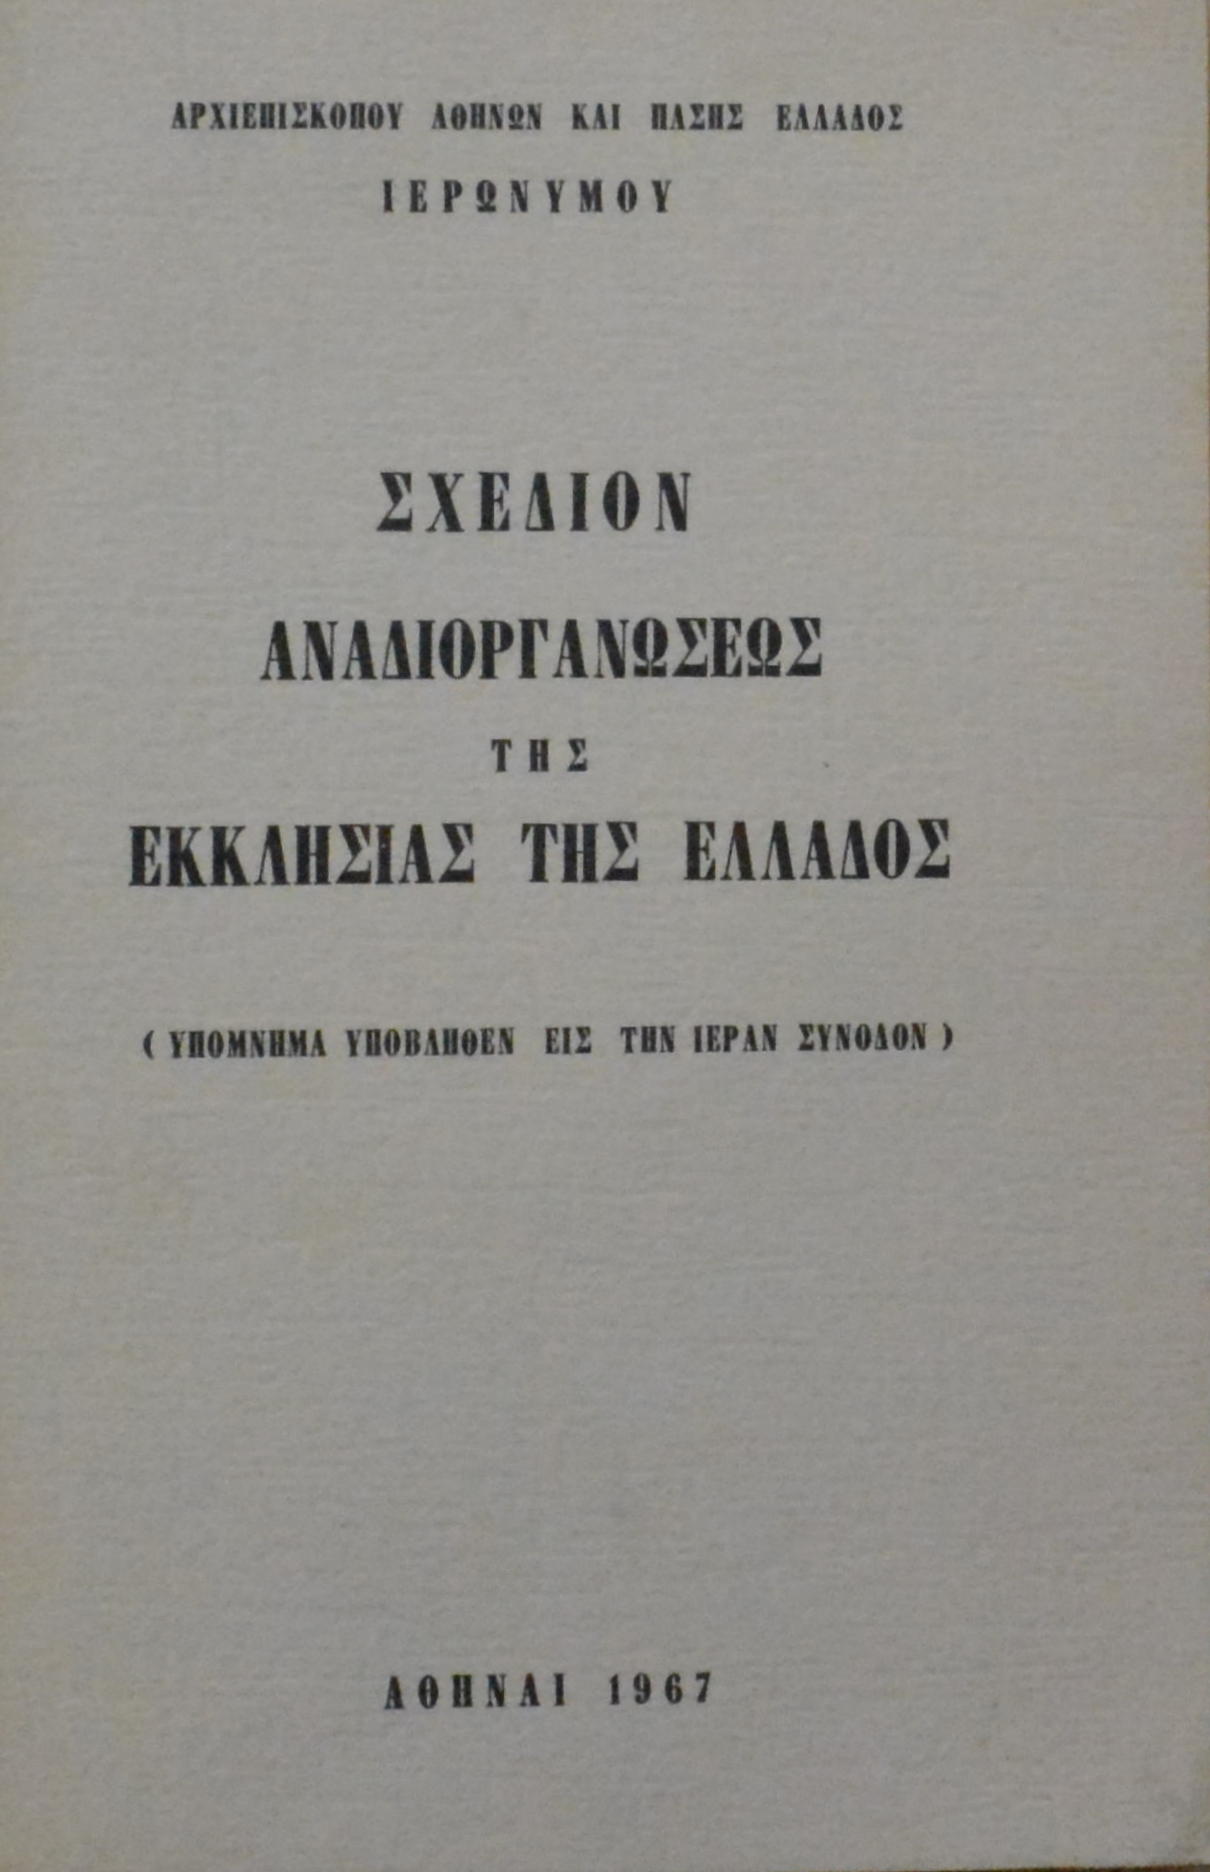 ΑΡΧΙΕΠΙΣΚΟΠΟΥ ΑΘΗΝΩΝ ΚΑΙ ΠΑΣΗΣ ΕΛΛΑΔΟΣ
ΙΕΡΩΝΥΜΟΥ
ΣΧΕΔΙΟΝ
ΑΝΑΔΙΟΡΓΑΝΩΣΕΩΣ
ΤΗΣ
ΕΚΚΛΗΣΙΑΣ ΤΗΣ ΕΛΛΑΔΟΣ
( ΥΠΟΜΝΗΜΑ ΥΠΟΒΛΗΘΕΝ ΕΙΣ ΤΗΝ ΙΕΡΑΝ ΣΥΝΟΔΟΝ )
ΑΘΗΝΑΙ 1967